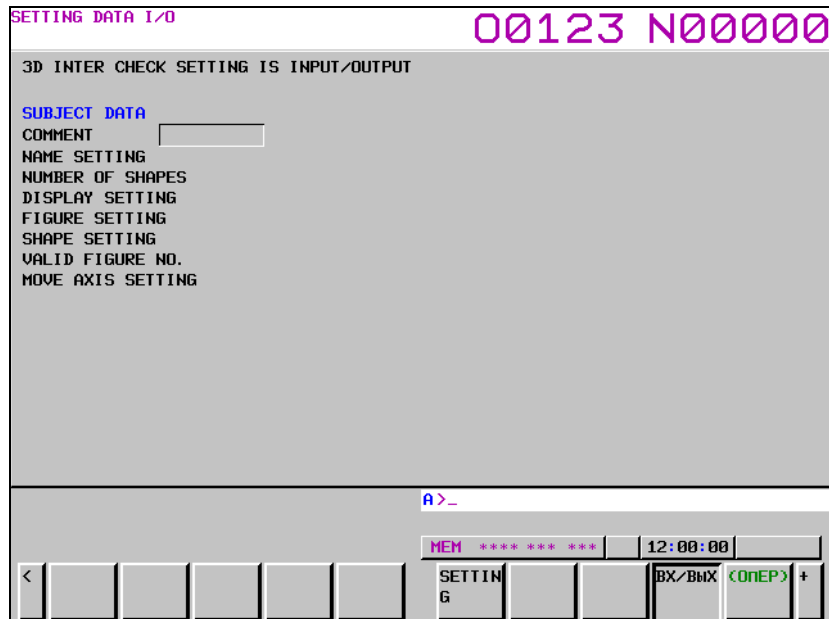 SETTING DATA I/O
O0123 N00000
3D INTER CHECK SETTING IS INPUT/OUTPUT
SUBJECT DATA
COMMENT
NAME SETTING
NUMBER OF SHAPES
DISPLAY SETTING
FIGURE SETTING
SHAPE SETTING
VALID FIGURE NO.
MOVE AXIS SETTING
A>_
MEM **** *** ***
12:00:00
<
SETTIN
G
ВХ/ВЫХ
(ОПЕР)
+